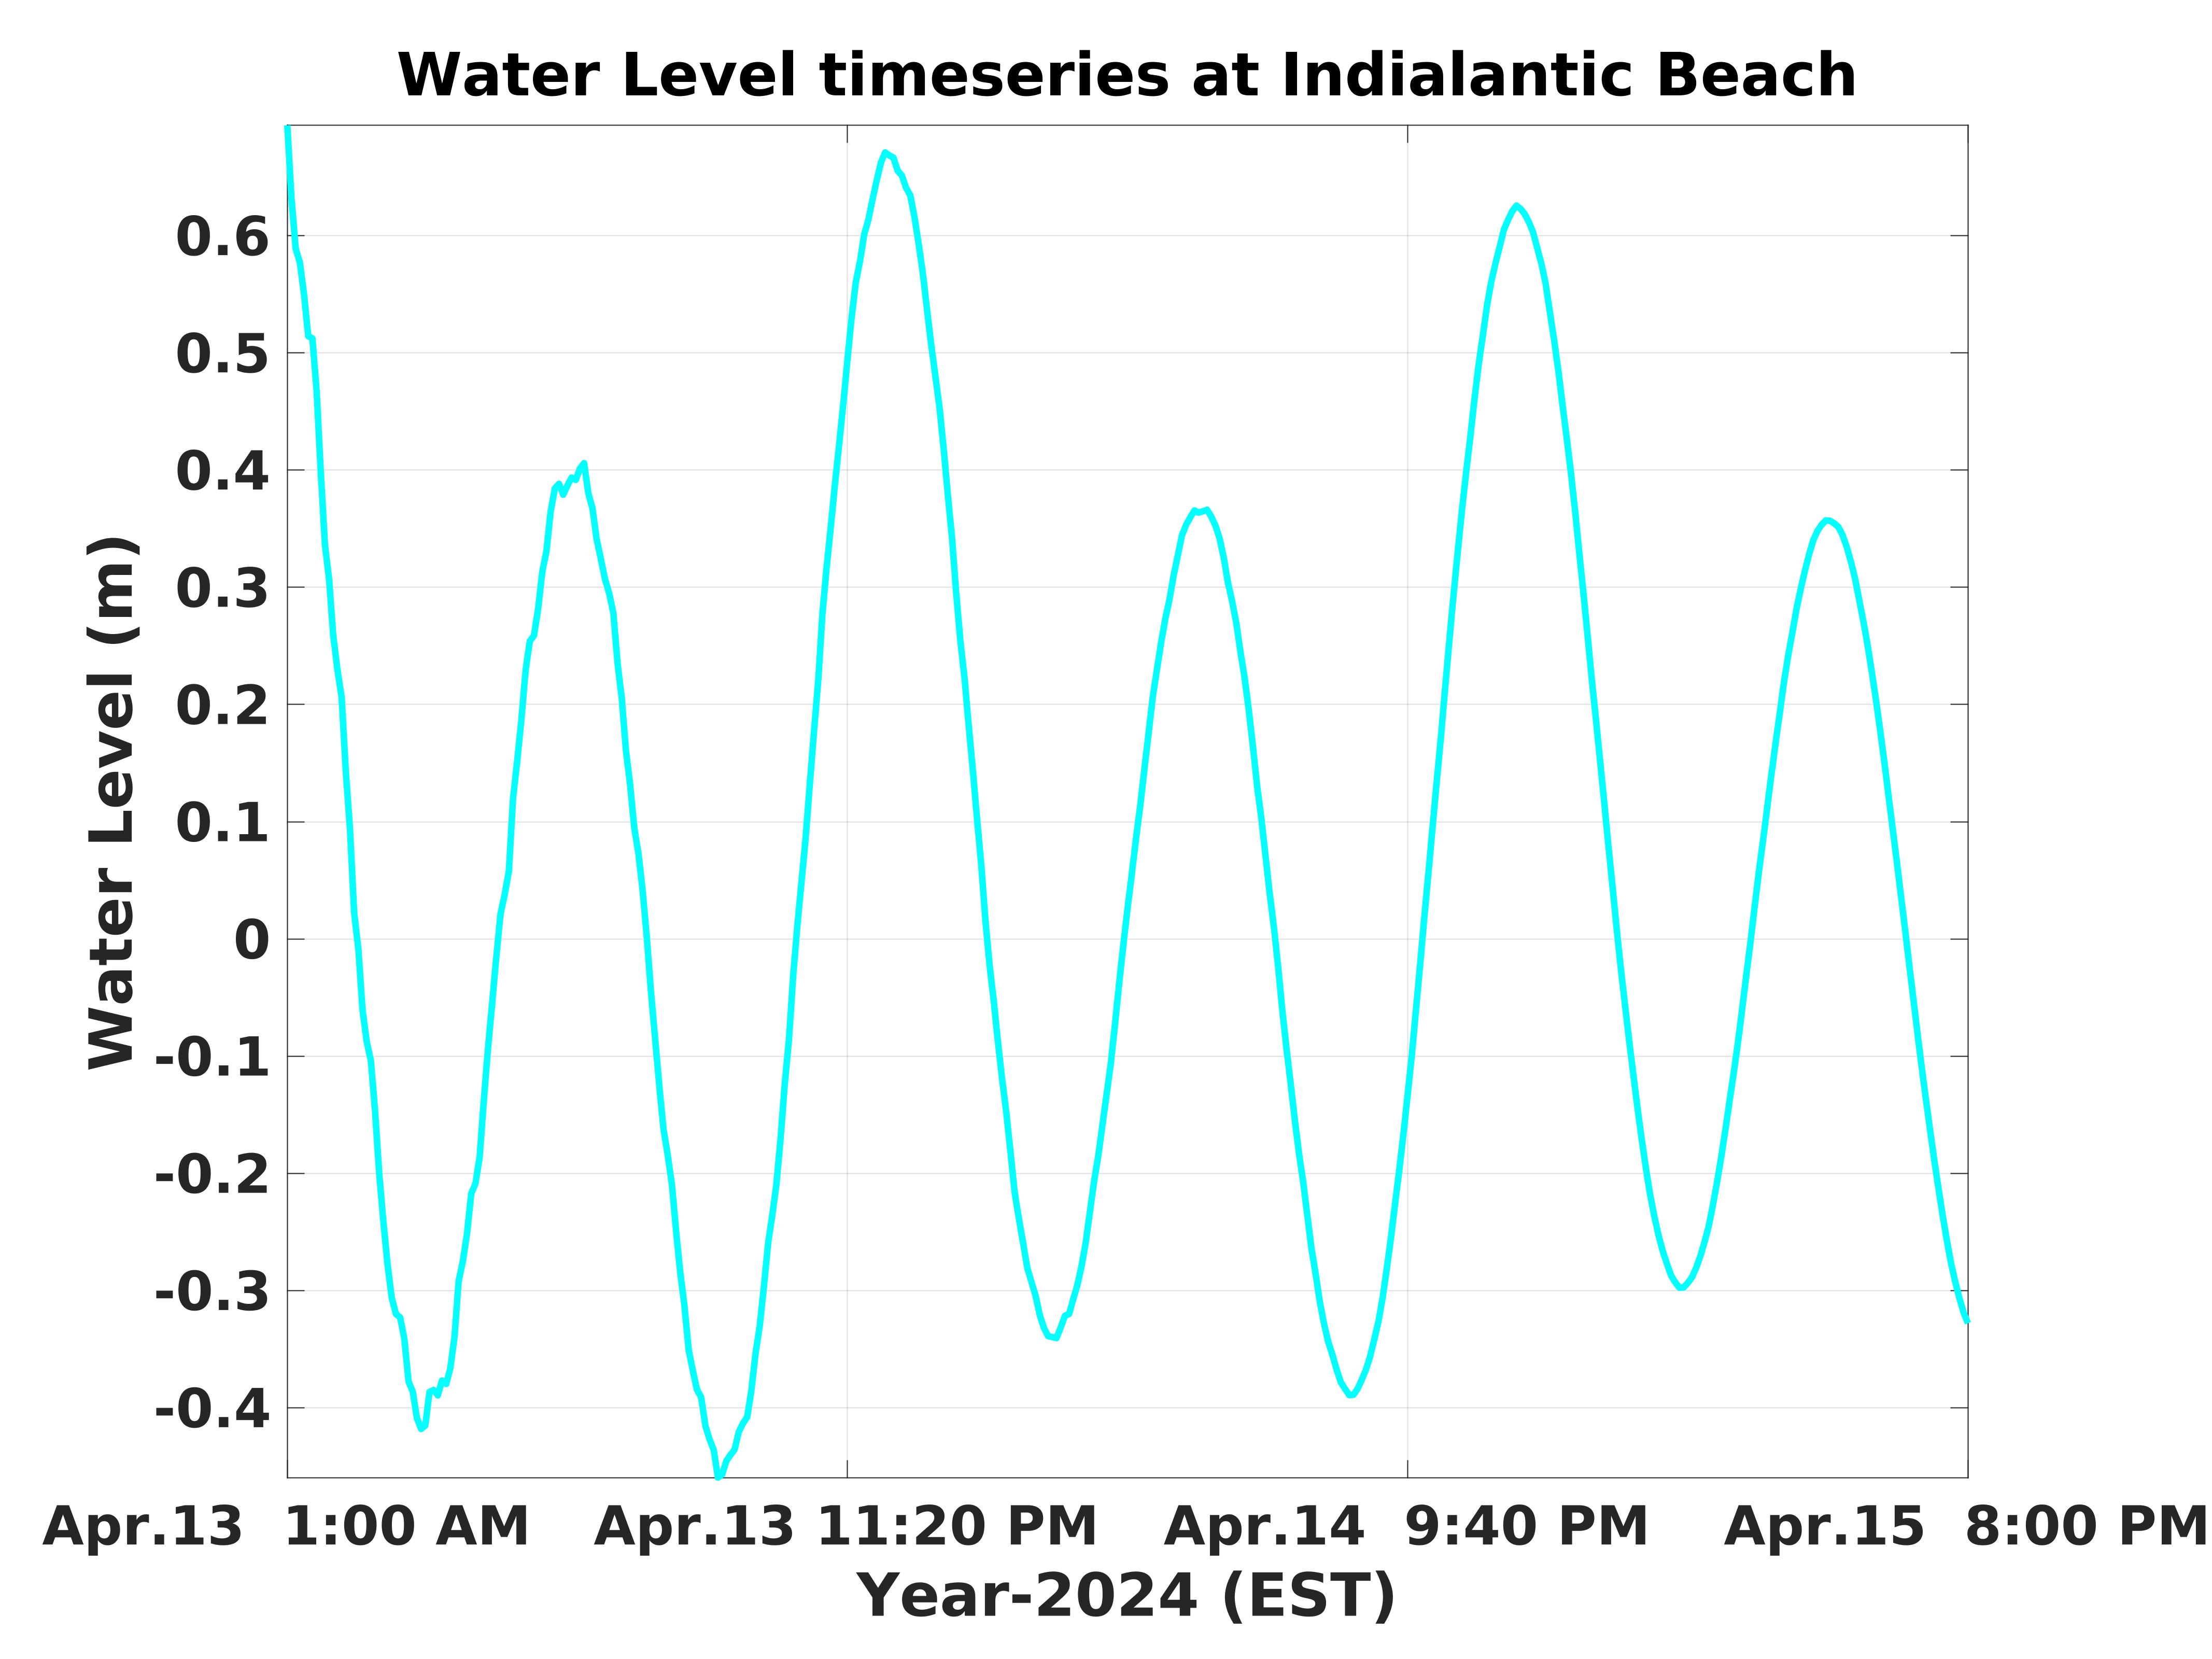 Water Level timeseries at Indialantic Beach
0.6
0.5
0.4
0.3
0.2
0.1
0
-0.1
-0.2
-0.3
-0.4
Water Level (m)
Apr.13 1:00 AM Apr.13 11:20 PM Apr.14 9:40 PM Apr.15 8:00 PM
Year-2024 (EST)